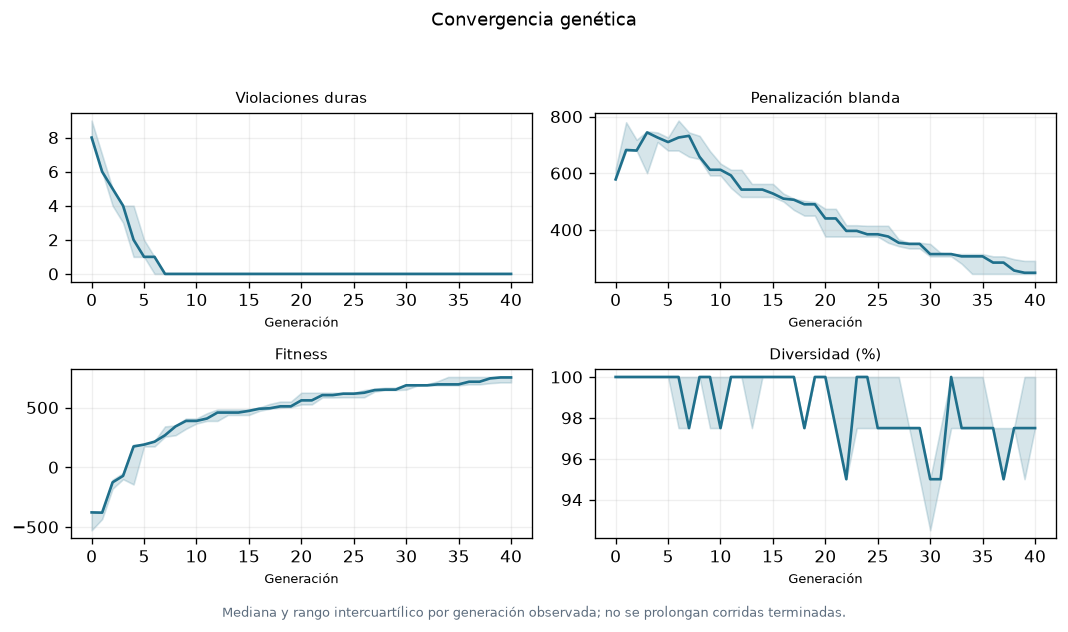 Convergencia genética
Violaciones duras
8
6
4
2
0
0 5 10 15 20 25 30 35 40
Generación
Penalización blanda
800
600
400
0 5 10 15 20 25 30 35 40
Generación
Fitness
500
0
−500
0 5 10 15 20 25 30 35 40
Generación
Diversidad (%)
100
98
96
94
0 5 10 15 20 25 30 35 40
Generación
Mediana y rango intercuartílico por generación observada; no se prolongan corridas terminadas.